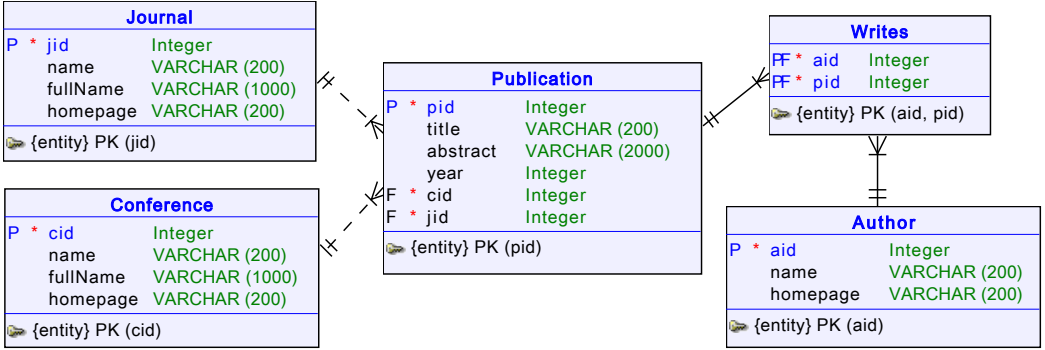 Journal
P * jid Integer
name VARCHAR (200)
fullName VARCHAR (1000)
homepage VARCHAR (200)
{entity} PK (jid)
Conference
P * cid Integer
name VARCHAR (200)
fullName VARCHAR (1000)
homepage VARCHAR (200)
{entity} PK (cid)
Publication
P * pid Integer
title VARCHAR (200)
abstract VARCHAR (2000)
year Integer
F * cid Integer
F * jid Integer
{entity} PK (pid)
Writes
PF * aid Integer
PF * pid Integer
{entity} PK (aid, pid)
Author
P * aid Integer
name VARCHAR (200)
homepage VARCHAR (200)
{entity} PK (aid)